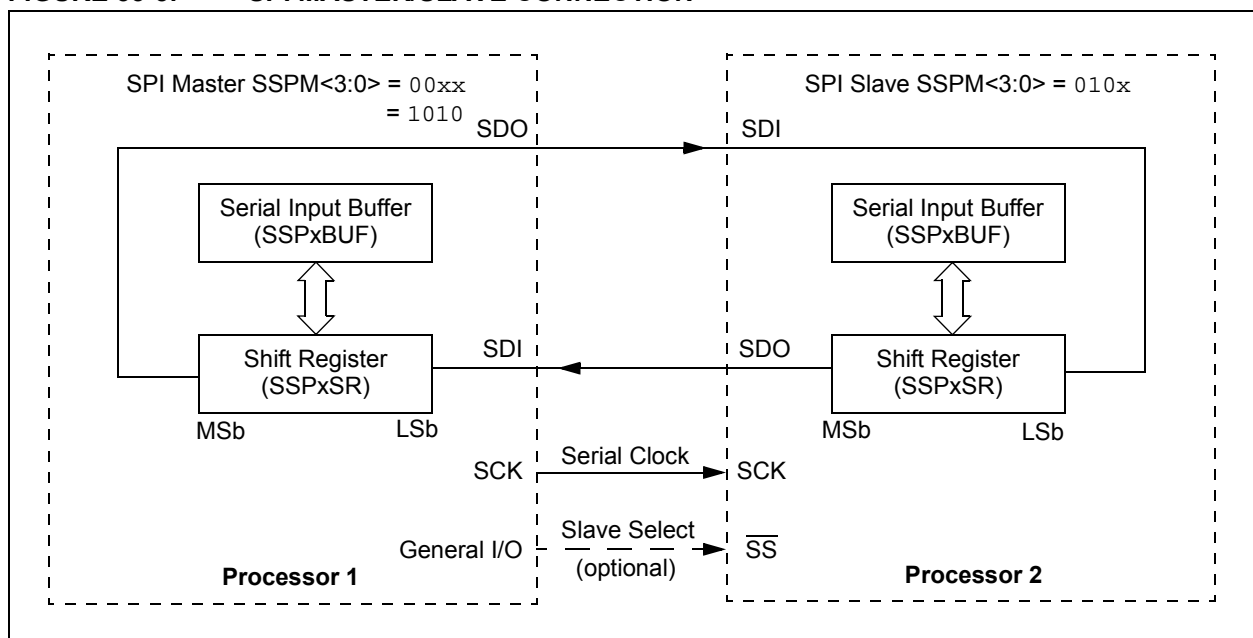 SPI Master SSPM<3:0> = 00xx
= 1010
SPI Slave SSPM<3:0> = 010x
SDO
SDI
Serial Input Buffer
(SSPxBUF)
Serial Input Buffer
(SSPxBUF)
Shift Register
(SSPxSR)
SDI
SDO
Shift Register
(SSPxSR)
MSb
LSb
MSb
LSb
SCK
Serial Clock
SCK
General I/O
Slave Select
(optional)
SS
Processor 1
Processor 2